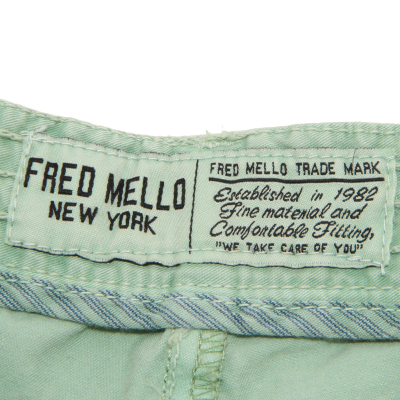 FRED MELLO
NEW YORK
FRED MELLO TRADE MARK
Established in 1982
Fine material and
Comfortable Fitting,
"WE TAKE CARE OF YOU"